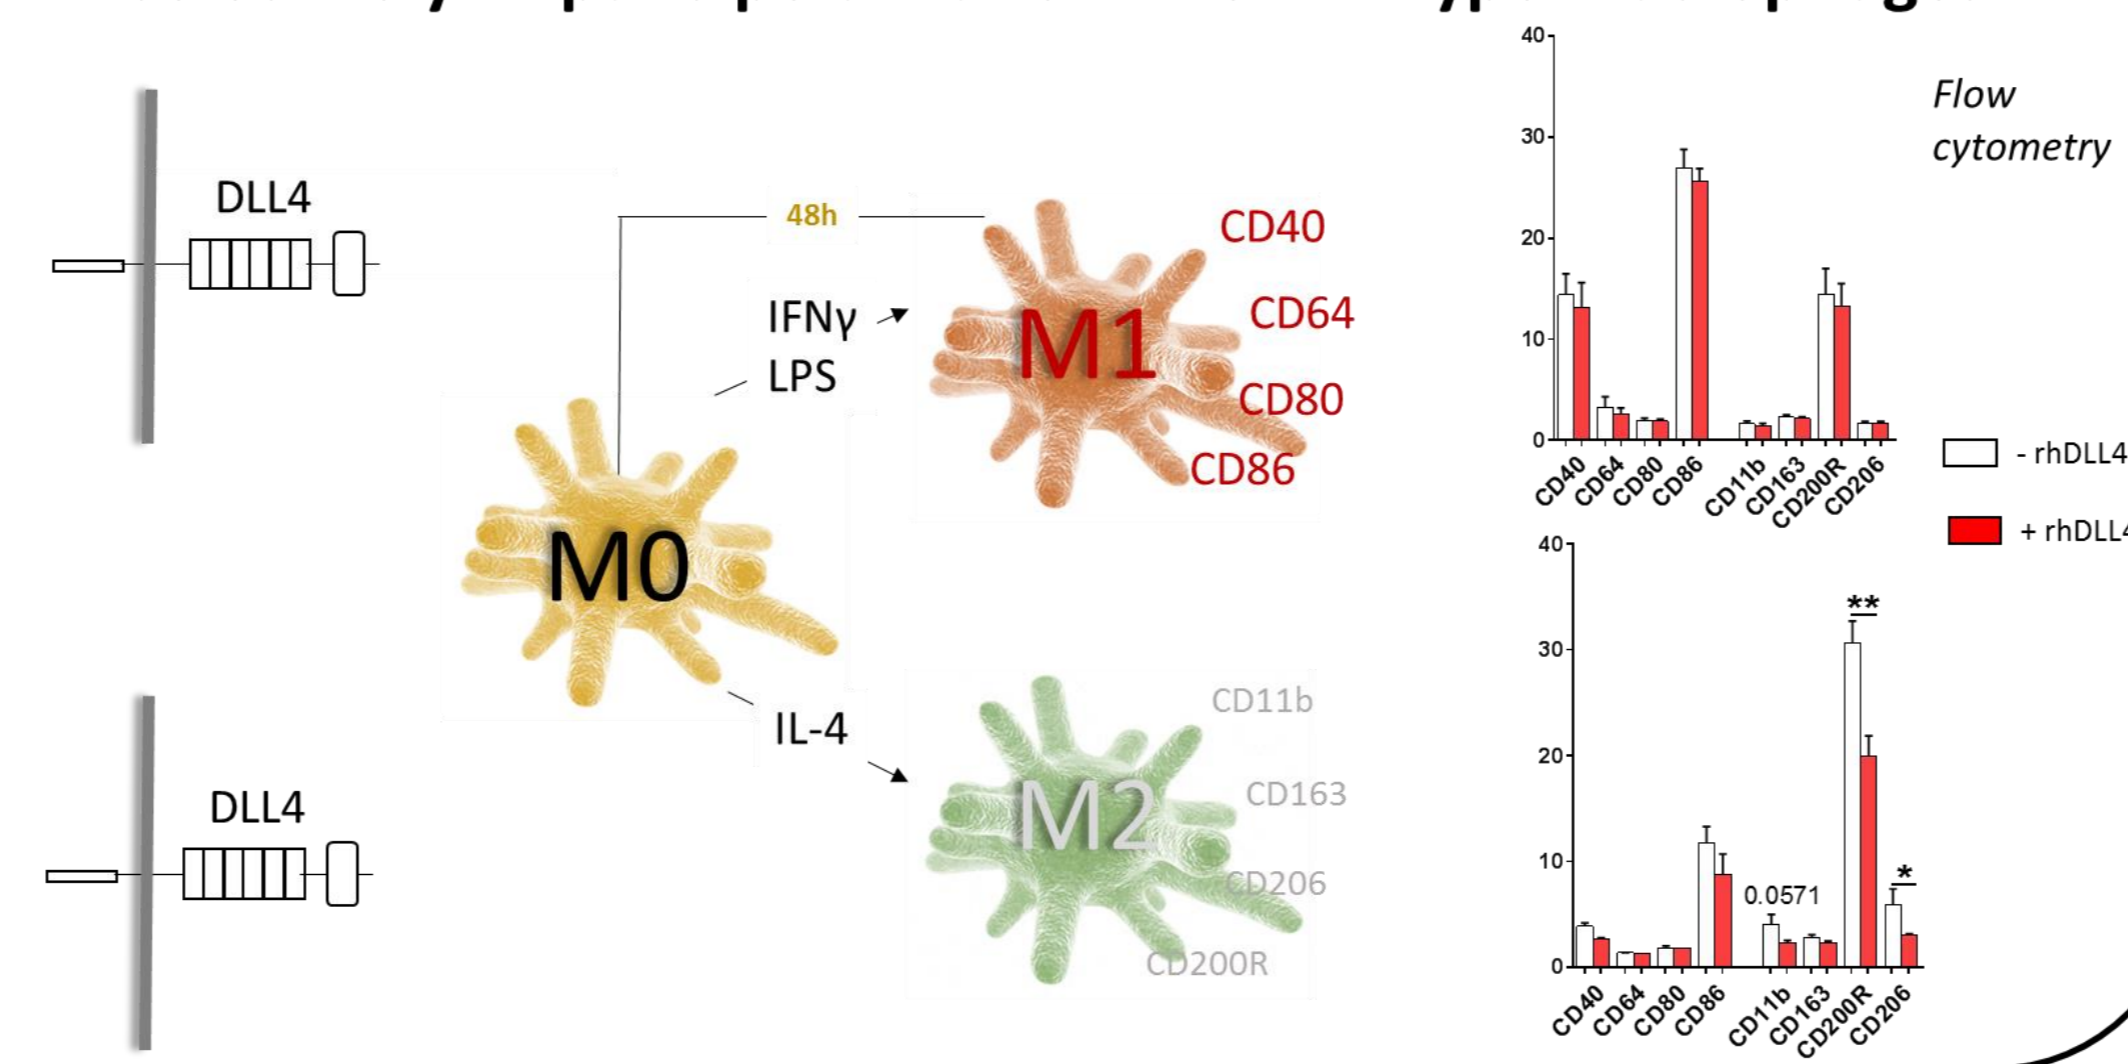 DLL4
48h
IFNγ
LPS
M0
M1
CD40
CD64
CD80
CD86
IL-4
M2
CD11b
CD163
CD206
CD200R
DLL4
40
30
20
10
0
CD40
CD64
CD80
CD86
CD11b
CD163
CD200R
CD206
Flow
cytometry
- rhDLL4
+ rhDLL4
40
30
20
10
0
0.0571
**
*
CD40
CD64
CD80
CD86
CD11b
CD163
CD200R
CD206